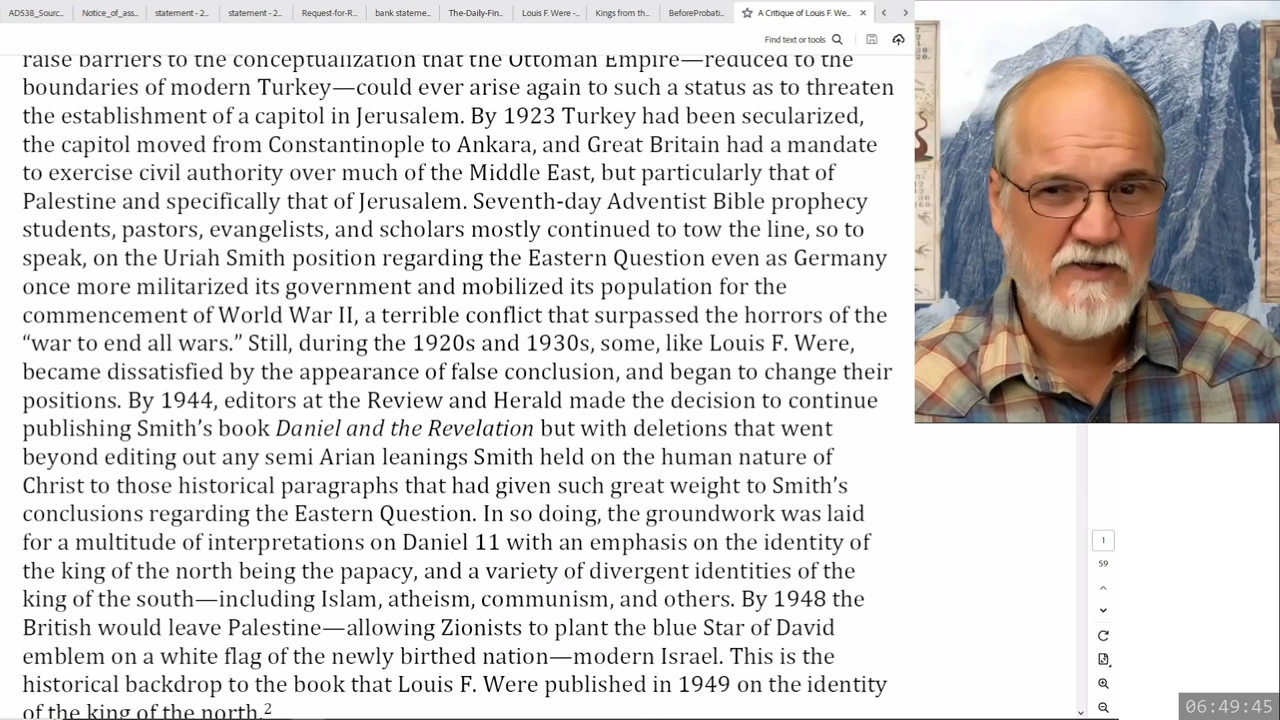 AD538_Sourc... Notice_of_ass... statement - 2... statement - 2... Request-for-R... bank stateme... The-Daily-Fin... Louis F. Were -... Kings from th... BeforeProbati... A Critique of Louis F. We...
Find text or tools
raise barriers to the conceptualization that the Ottoman Empire—reduced to the
boundaries of modern Turkey—could ever arise again to such a status as to threaten
the establishment of a capitol in Jerusalem. By 1923 Turkey had been secularized,
the capitol moved from Constantinople to Ankara, and Great Britain had a mandate
to exercise civil authority over much of the Middle East, but particularly that of
Palestine and specifically that of Jerusalem. Seventh-day Adventist Bible prophecy
students, pastors, evangelists, and scholars mostly continued to tow the line, so to
speak, on the Uriah Smith position regarding the Eastern Question even as Germany
once more militarized its government and mobilized its population for the
commencement of World War II, a terrible conflict that surpassed the horrors of the
“war to end all wars.” Still, during the 1920s and 1930s, some, like Louis F. Were,
became dissatisfied by the appearance of false conclusion, and began to change their
positions. By 1944, editors at the Review and Herald made the decision to continue
publishing Smith’s book Daniel and the Revelation but with deletions that went
beyond editing out any semi Arian leanings Smith held on the human nature of
Christ to those historical paragraphs that had given such great weight to Smith’s
conclusions regarding the Eastern Question. In so doing, the groundwork was laid
for a multitude of interpretations on Daniel 11 with an emphasis on the identity of
the king of the north being the papacy, and a variety of divergent identities of the
king of the south—including Islam, atheism, communism, and others. By 1948 the
British would leave Palestine—allowing Zionists to plant the blue Star of David
emblem on a white flag of the newly birthed nation—modern Israel. This is the
historical backdrop to the book that Louis F. Were published in 1949 on the identity
of the king of the north.2
1
59
06:49:45